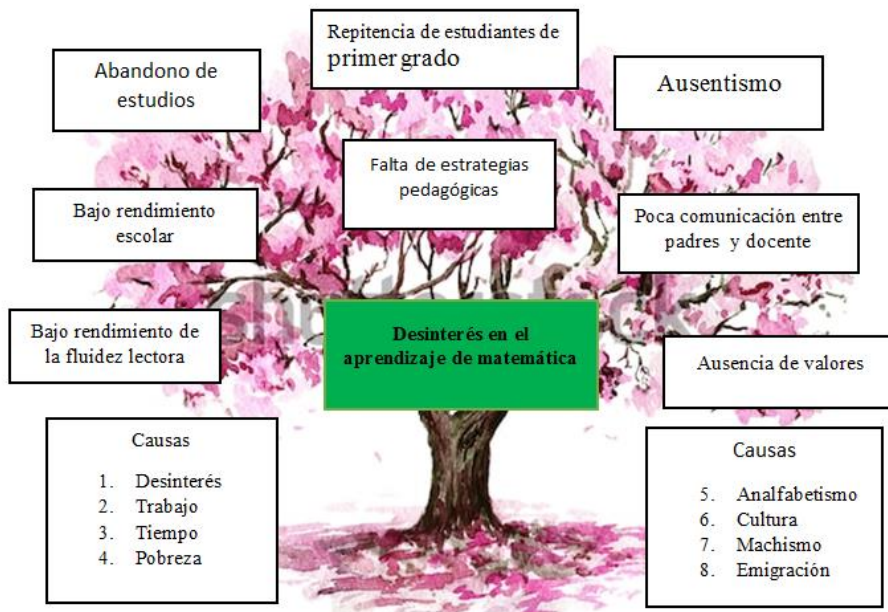 Repitencia de estudiantes de
primer grado
Abandono de
estudios
Ausentismo
Falta de estrategias
pedagógicas
Bajo rendimiento
escolar
Poca comunicación entre
padres y docente
Bajo rendimiento de
la fluidez lectora
Desinterés en el
aprendizaje de matemática
Ausencia de valores
Causas
1. Desinterés
2. Trabajo
3. Tiempo
4. Pobreza
Causas
5. Analfabetismo
6. Cultura
7. Machismo
8. Emigración